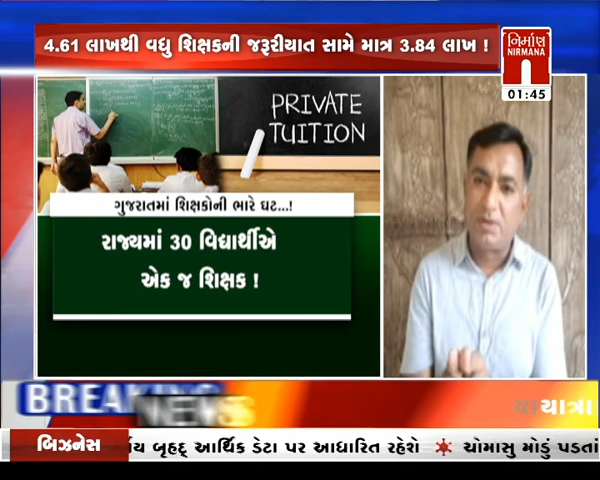 4.61 લાખથી વધુ શિક્ષકની જરૂરીયાત સામે માત્ર 3.84 લાખ !
નિર્માણ
NIRMANA
01:45
PRIVATE
TUITION
ગુજરાતમાં શિક્ષકોની ભારે ઘટ...!
રાજ્યમાં 30 વિદ્યાર્થીએ
એક જ શિક્ષક !
BREAKING
NEWS
યાત્રા
બિઝનેસ
બૃહદ્ આર્થિક ડેટા પર આધારિત રહેશે ચોમાસુ મોડું પડતાં